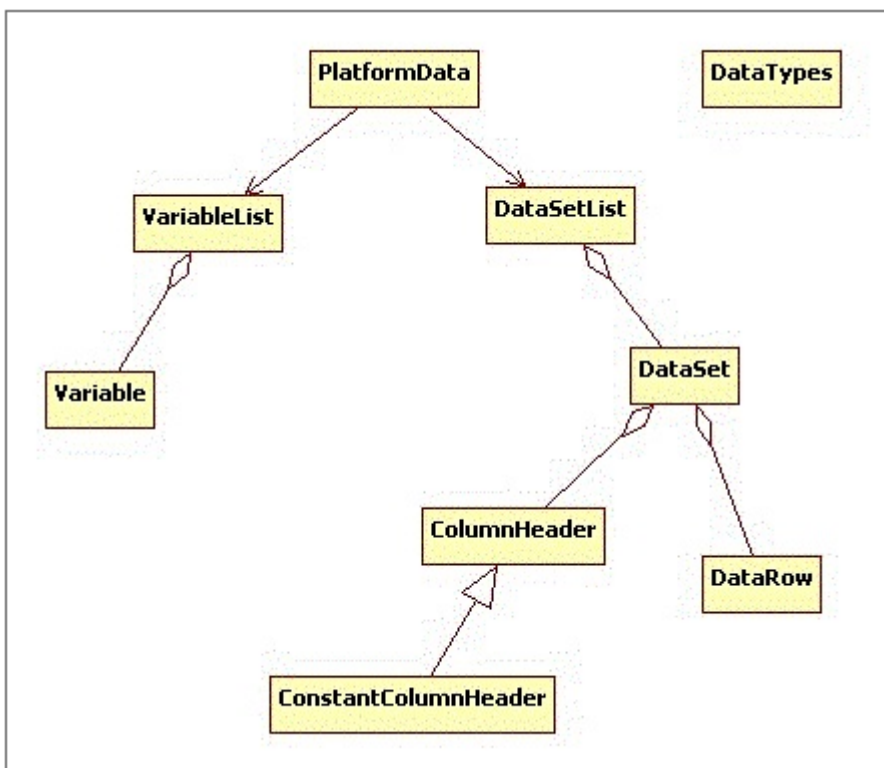 PlatformData
DataTypes
VariableList
DataSetList
Variable
DataSet
ColumnHeader
DataRow
ConstantColumnHeader